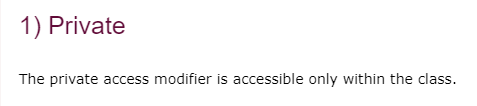 1) Private
The private access modifier is accessible only within the class.